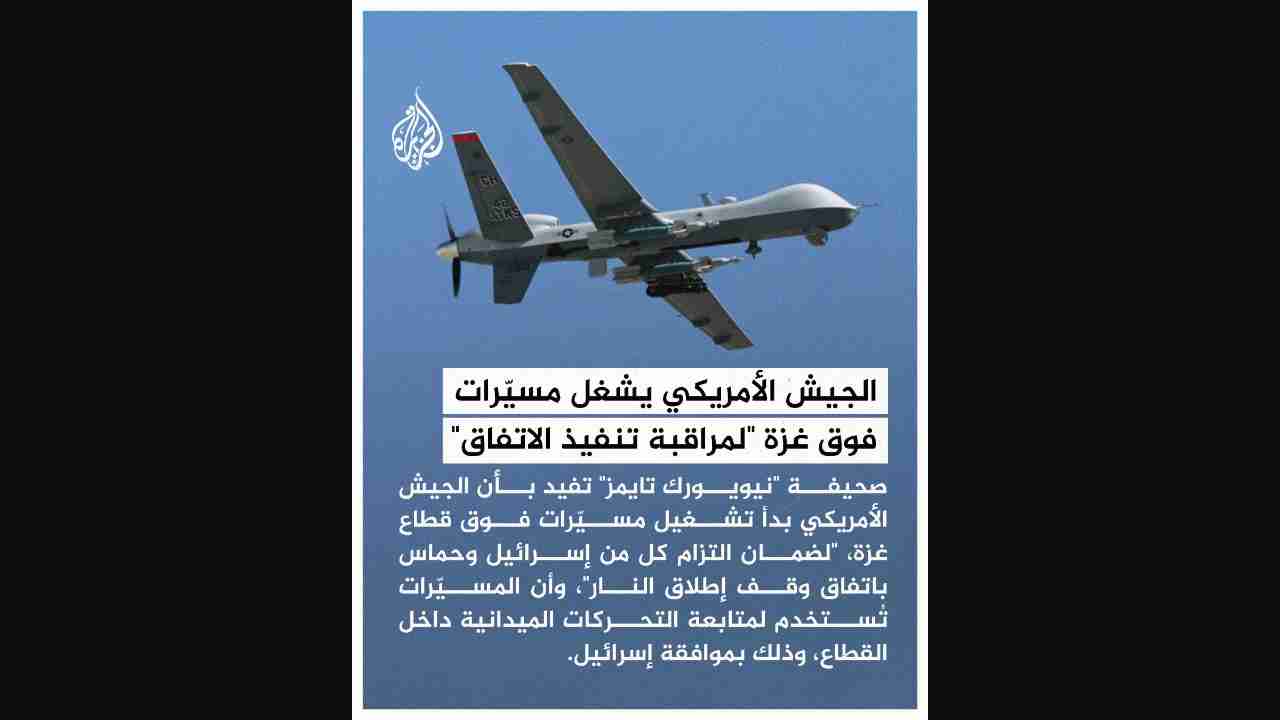 الجزيرة
CH
الجيش الأمريكي يشغل مسيّرات
فوق غزة "لمراقبة تنفيذ الاتفاق"
صحيفة "نيويورك تايمز" تفيد بأن الجيش
الأمريكي بدأ تشغيل مسيّرات فوق قطاع
غزة، "لضمان التزام كل من إسرائيل وحماس
باتفاق وقف إطلاق النار"، وأن المسيّرات
تُستخدم لمتابعة التحركات الميدانية داخل
القطاع، وذلك بموافقة إسرائيل.